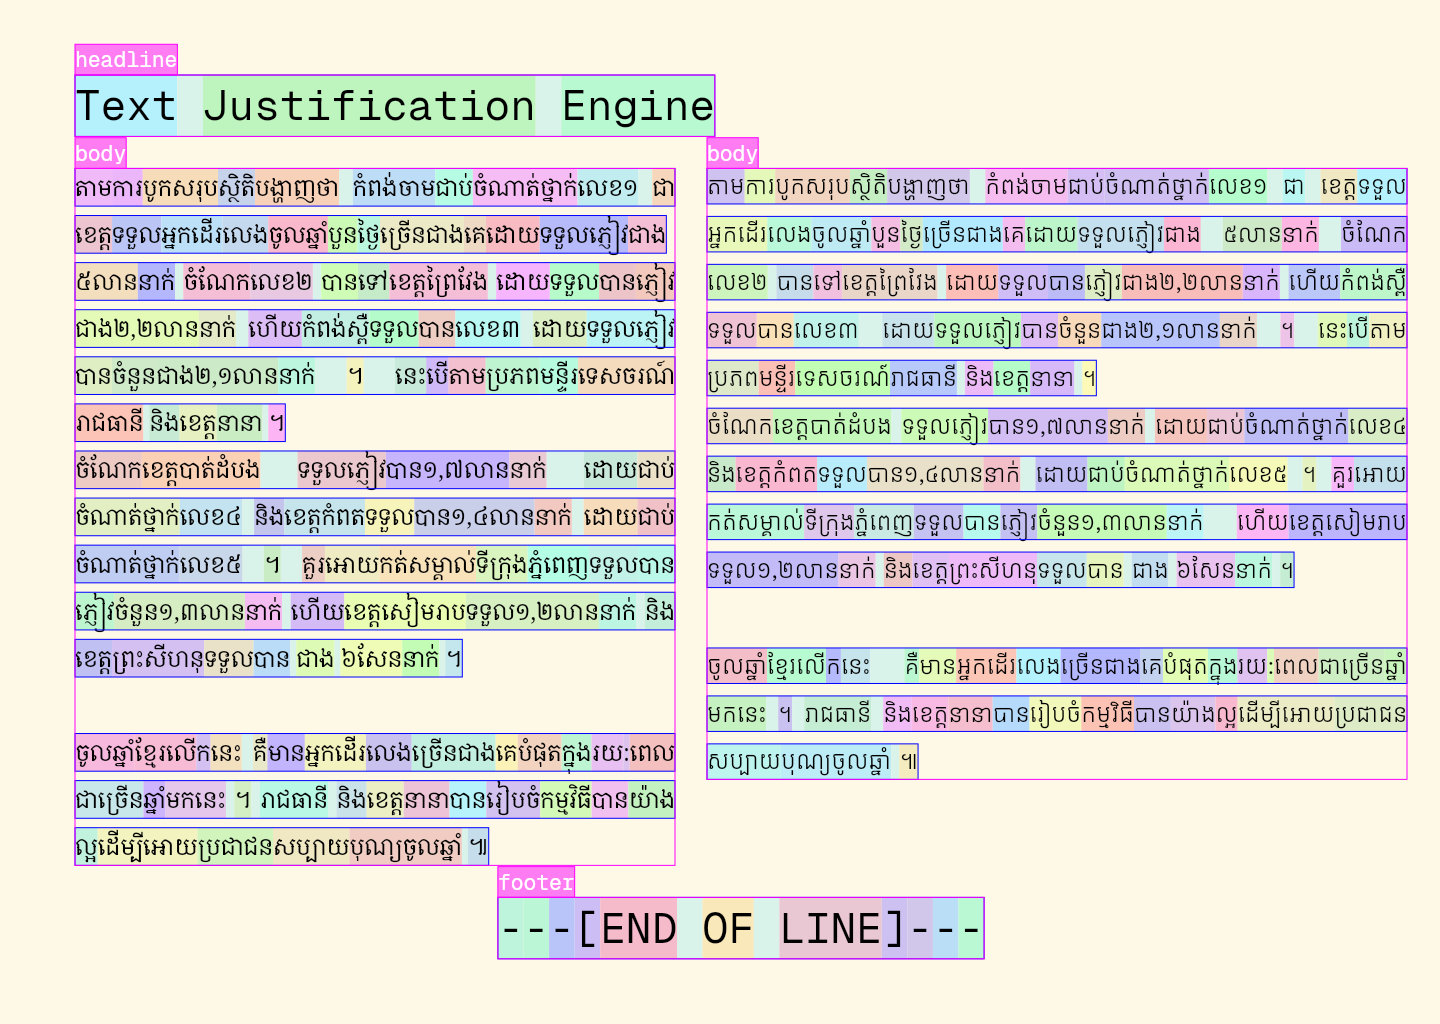 headline
Text Justification Engine
body
តាមការបូកសរុបស្ថិតិបង្ហាញថា កំពង់ចាមជាប់ចំណាត់ថ្នាក់លេខ១ ជា
ខេត្តទទួលអ្នកដើរលេងចូលឆ្នាំប្ងនថ្ងៃច្រើនជាងគេដោយទទួលភ្ញៀវជាង
៥លាននាក់ ចំណែកលេខ២ បានទៅខេត្តព្រៃវែង ដោយទទួលបានភ្ញៀវ
ជាង២,២លាននាក់ ហើយកំពង់ស្ពឺទទួលបានលេខ៣ ដោយទទួលភ្ញៀវ
បានចំនួនជាង២,១លាននាក់ ។ នេះបើតាមប្រភពមន្ទីរទេសចរណ៍
រាជធានី និងខេត្តនានា ។
ចំណែកខេត្តបាត់ដំបង ទទួលភ្ញៀវបាន១,៧លាននាក់ ដោយជាប់
ចំណាត់ថ្នាក់លេខ៤ និងខេត្តកំពតទទួលបាន១,៤លាននាក់ ដោយជាប់
ចំណាត់ថ្នាក់លេខ៥ ។ គួរអោយកត់សម្គាល់ទីក្រុងភ្នំពេញទទួលបាន
ភ្ញៀវចំនួន១,៣លាននាក់ ហើយខេត្តសៀមរាបទទួល១,២លាននាក់ និង
ខេត្តព្រះសីហនុទទួលបាន ជាង ៦សែននាក់ ។
ចូលឆ្នាំខ្មែរលើកនេះ គឺមានអ្នកដើរលេងច្រើនជាងគេបំផុតក្នុងរយ:ពេល
ជាច្រើនឆ្នាំមកនេះ ។ រាជធានី និងខេត្តនានាបានរៀបចំកម្មវិធីបានយ៉ាង
ល្អដើម្បីអោយប្រជាជនសប្បាយបុណ្យចូលឆ្នាំ ៕
body
តាមការបូកសរុបស្ថិតិបង្ហាញថា កំពង់ចាមជាប់ចំណាត់ថ្នាក់លេខ១ ជា ខេត្តទទួល
អ្នកដើរលេងចូលឆ្នាំបួនថ្ងៃច្រើនជាងគេដោយទទួលភ្ញៀវជាង ៥លាននាក់ ចំណែក
លេខ២ បានទៅខេត្តព្រៃវែង ដោយទទួលបានភ្ញៀវជាង២,២លាននាក់ ហើយកំពង់ស្ពឺ
ទទួលបានលេខ៣ ដោយទទួលភ្ញៀវបានចំនួនជាង២,១លាននាក់ ។ នេះបើតាម
ប្រភពមន្ទីរទេសចរណ៍រាជធានី និងខេត្តនានា ។
ចំណែកខេត្តបាត់ដំបង ទទួលភ្ញៀវបាន១,៧លាននាក់ ដោយជាប់ចំណាត់ថ្នាក់លេខ៤
និងខេត្តកំពតទទួលបាន១,៤លាននាក់ ដោយជាប់ចំណាត់ថ្នាក់លេខ៥ ។ គួរអោយ
កត់សម្គាល់ទីក្រុងភ្នំពេញទទួលបានភ្ញៀវចំនួន១,៣លាននាក់ ហើយខេត្តសៀមរាប
ទទួល១,២លាននាក់ និងខេត្តព្រះសីហនុទទួលបាន ជាង ៦សែននាក់ ។
ចូលឆ្នាំខ្មែរលើកនេះ គឺមានអ្នកដើរលេងច្រើនជាងគេបំផុតក្នុងរយ:ពេលជាច្រើនឆ្នាំ
មកនេះ ។ រាជធានី និងខេត្តនានាបានរៀបចំកម្មវិធីបានយ៉ាងល្អដើម្បីអោយប្រជាជន
សប្បាយបុណ្យចូលឆ្នាំ ៕
footer
---[END OF LINE]---